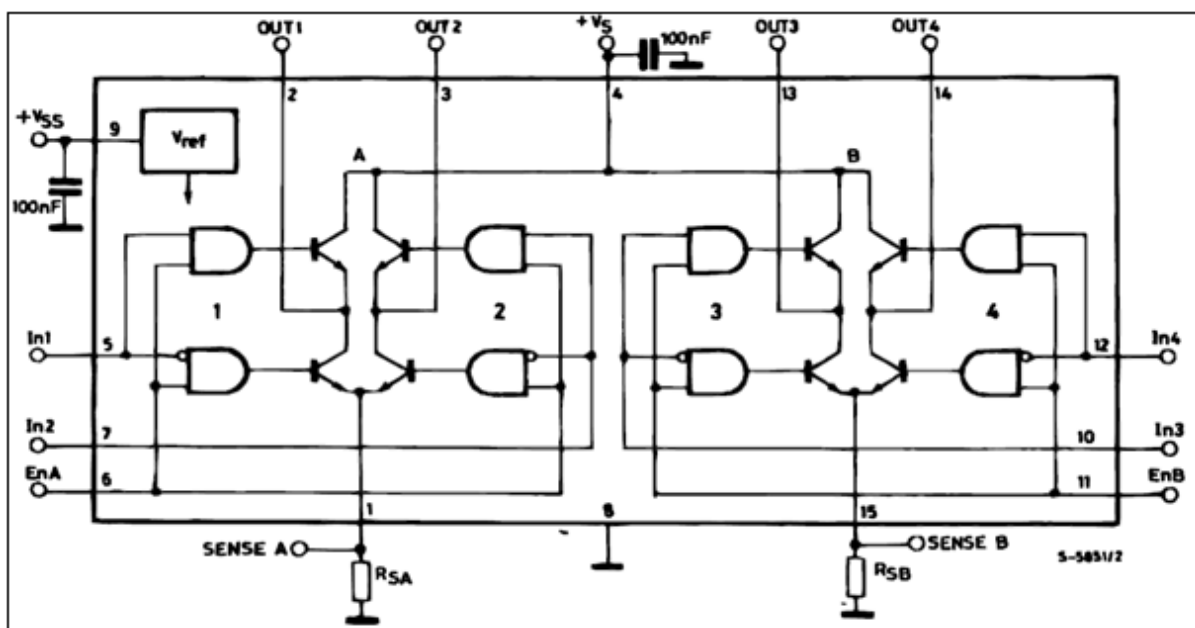 OUT1 OUT2 +VS 100nF OUT3 OUT4
2 3 4 13 14
+VSS 9 Vref
A B
100nF
1 2 3 4
In1 5 12 In4
In2 7 10 In3
EnA 6 11 EnB
1 8 15
SENSE A SENSE B
S-5851/2
RSA RSB